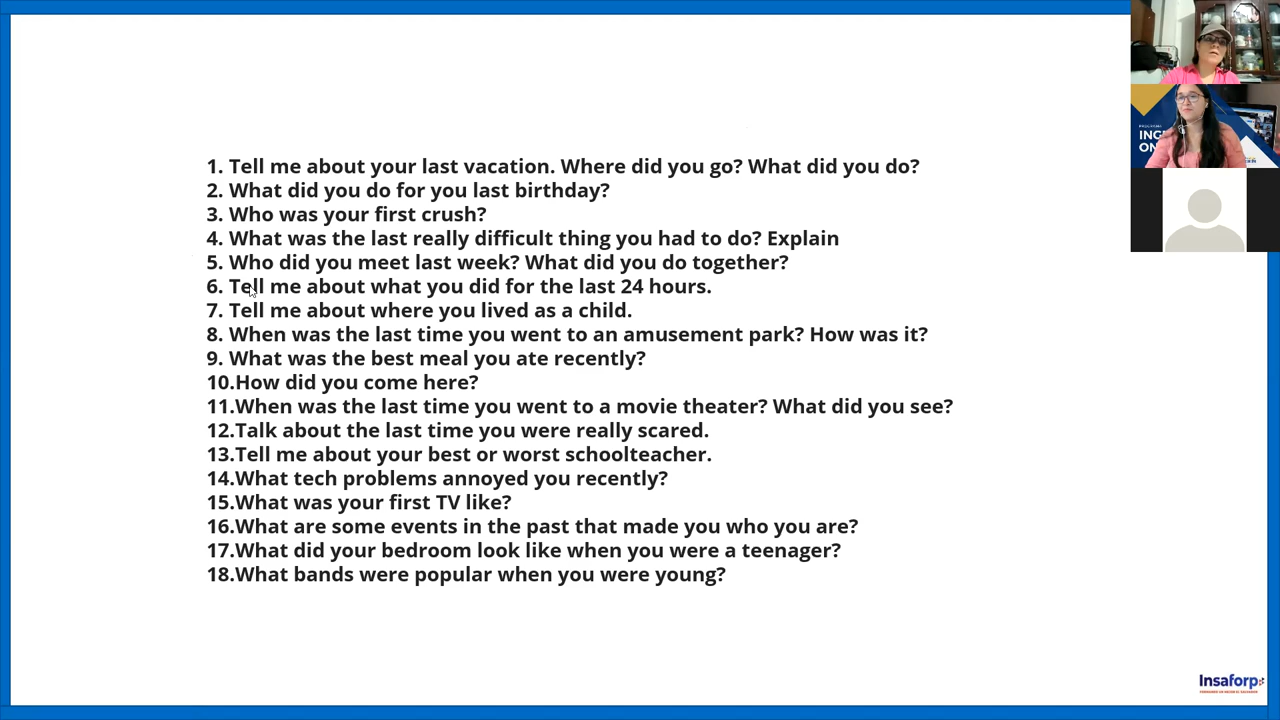 1. Tell me about your last vacation. Where did you go? What did you do?
2. What did you do for you last birthday?
3. Who was your first crush?
4. What was the last really difficult thing you had to do? Explain
5. Who did you meet last week? What did you do together?
6. Tell me about what you did for the last 24 hours.
7. Tell me about where you lived as a child.
8. When was the last time you went to an amusement park? How was it?
9. What was the best meal you ate recently?
10.How did you come here?
11.When was the last time you went to a movie theater? What did you see?
12.Talk about the last time you were really scared.
13.Tell me about your best or worst schoolteacher.
14.What tech problems annoyed you recently?
15.What was your first TV like?
16.What are some events in the past that made you who you are?
17.What did your bedroom look like when you were a teenager?
18.What bands were popular when you were young?
ING
ON
Insaforp